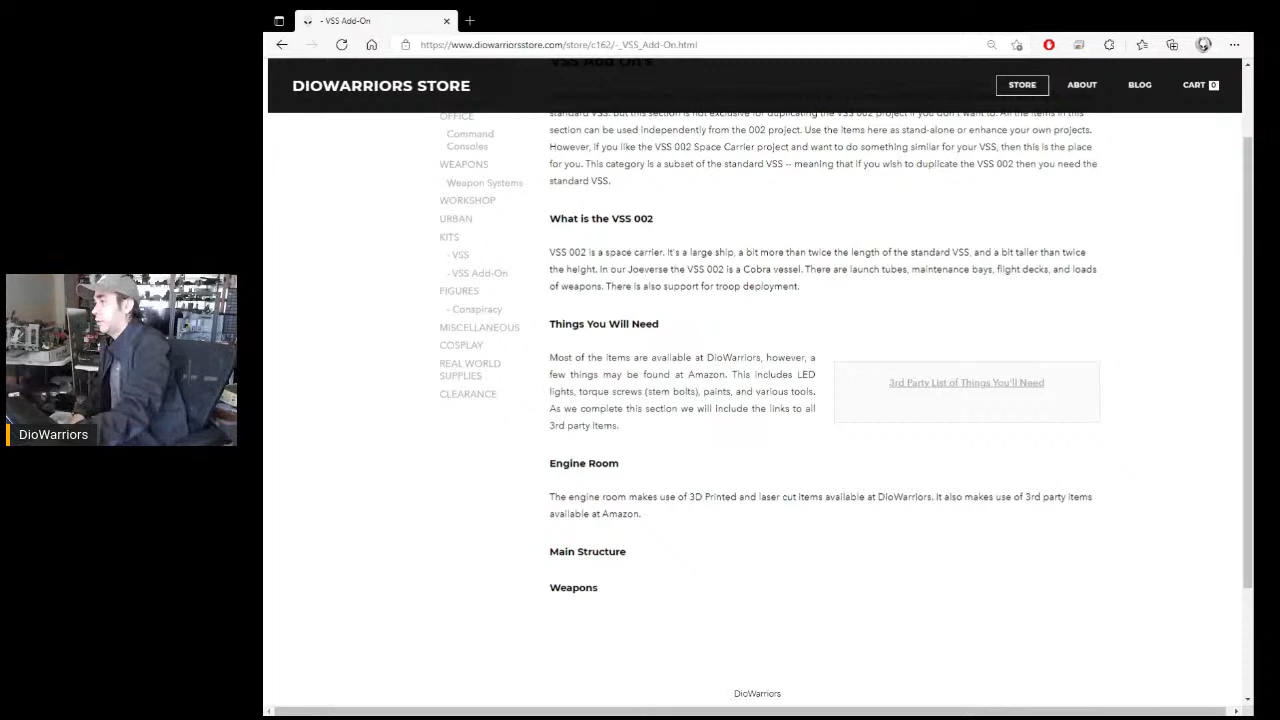 - VSS Add-On
https://www.diowarriorsstore.com/store/c162/-_VSS_Add-On.html
DIOWARRIORS STORE
STORE
ABOUT
BLOG
CART 0
OFFICE
Command
Consoles
WEAPONS
Weapon Systems
WORKSHOP
URBAN
KITS
- VSS
- VSS Add-On
FIGURES
- Conspiracy
MISCELLANEOUS
COSPLAY
REAL WORLD
SUPPLIES
CLEARANCE
VSS Add On's
standard VSS, but this section is not exclusive for duplicating the VSS 002 project if you don't want to. All the items in this
section can be used independently from the 002 project. Use the items here as stand-alone or enhance your own projects.
However, if you like the VSS 002 Space Carrier project and want to do something similar for your VSS, then this is the place
for you. This category is a subset of the standard VSS -- meaning that if you wish to duplicate the VSS 002 then you need the
standard VSS.
What is the VSS 002
VSS 002 is a space carrier. It's a large ship, a bit more than twice the length of the standard VSS, and a bit taller than twice
the height. In our Joeverse the VSS 002 is a Cobra vessel. There are launch tubes, maintenance bays, flight decks, and loads
of weapons. There is also support for troop deployment.
Things You Will Need
Most of the items are available at DioWarriors, however, a
few things may be found at Amazon. This includes LED
lights, torque screws (stem bolts), paints, and various tools.
As we complete this section we will include the links to all
3rd party items.
3rd Party List of Things You'll Need
Engine Room
The engine room makes use of 3D Printed and laser cut items available at DioWarriors. It also makes use of 3rd party items
available at Amazon.
Main Structure
Weapons
DioWarriors
DioWarriors